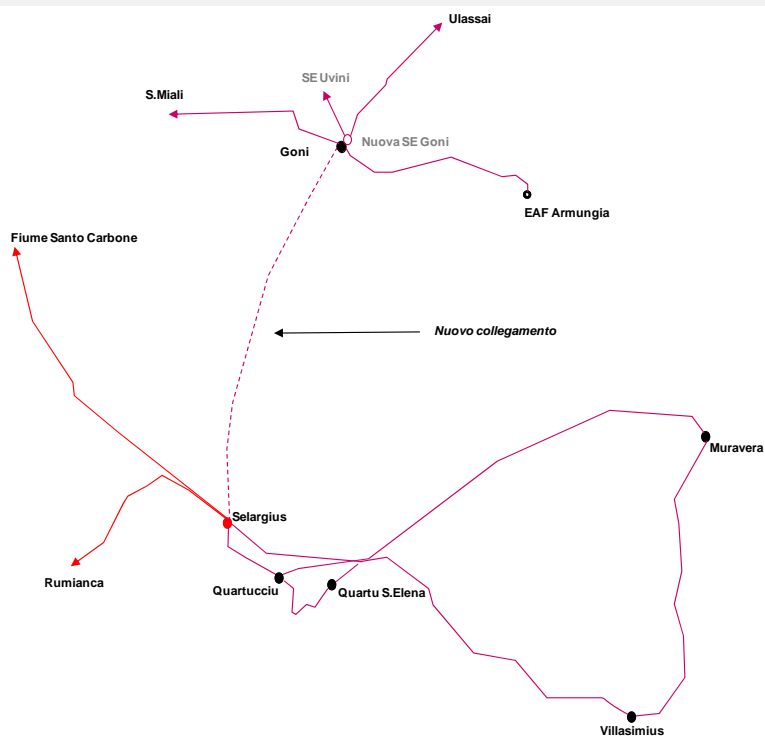 Ulassai
SE Uvini
S.Miali
Nuova SE Goni
Goni
EAF Armungia
Fiume Santo Carbone
Nuovo collegamento
Muravera
Selargius
Rumianca
Quartucciu
Quartu S.Elena
Villasimius